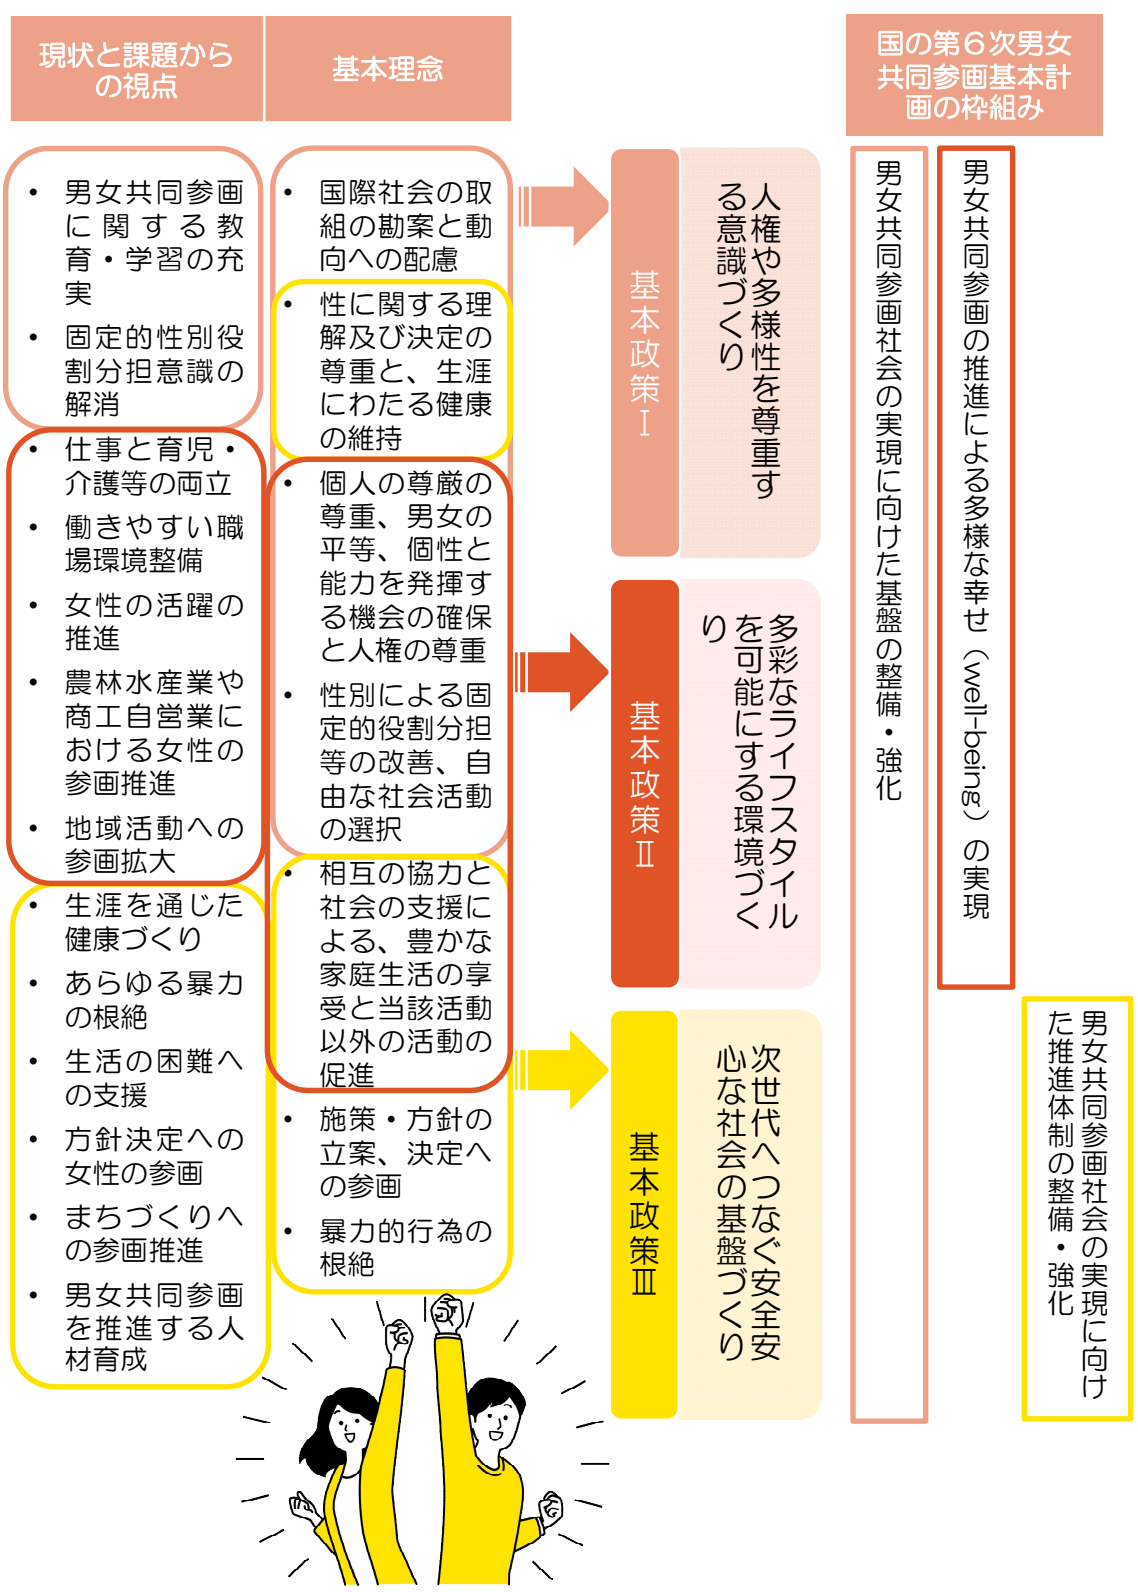 現状と課題から
の視点
基本理念
国の第６次男女
共同参画基本計
画の枠組み
• 男女共同参画
に関する教
育・学習の充
実
• 固定的性別役
割分担意識の
解消
• 仕事と育児・
介護等の両立
• 働きやすい職
場環境整備
• 女性の活躍の
推進
• 農林水産業や
商工自営業に
おける女性の
参画推進
• 地域活動への
参画拡大
• 生涯を通じた
健康づくり
• あらゆる暴力
の根絶
• 生活の困難へ
の支援
• 方針決定への
女性の参画
• まちづくりへ
の参画推進
• 男女共同参画
を推進する人
材育成
• 国際社会の取
組の勘案と動
向への配慮
• 性に関する理
解及び決定の
尊重と、生涯
にわたる健康
の維持
• 個人の尊厳の
尊重、男女の
平等、個性と
能力を発揮す
る機会の確保
と人権の尊重
• 性別による固
定的役割分担
等の改善、自
由な社会活動
の選択
• 相互の協力と
社会の支援に
よる、豊かな
家庭生活の享
受と当該活動
以外の活動の
促進
• 施策・方針の
立案、決定へ
の参画
• 暴力的行為の
根絶
基本政策Ⅰ
人権や多様性を尊重す
る意識づくり
基本政策Ⅱ
多彩なライフスタイル
を可能にする環境づく
り
基本政策Ⅲ
次世代へつなぐ安全安
心な社会の基盤づくり
男女共同参画社会の実現に向けた基盤の整備・強化
男女共同参画の推進による多様な幸せ（well-being）の実現
男女共同参画社会の実現に向け
た推進体制の整備・強化